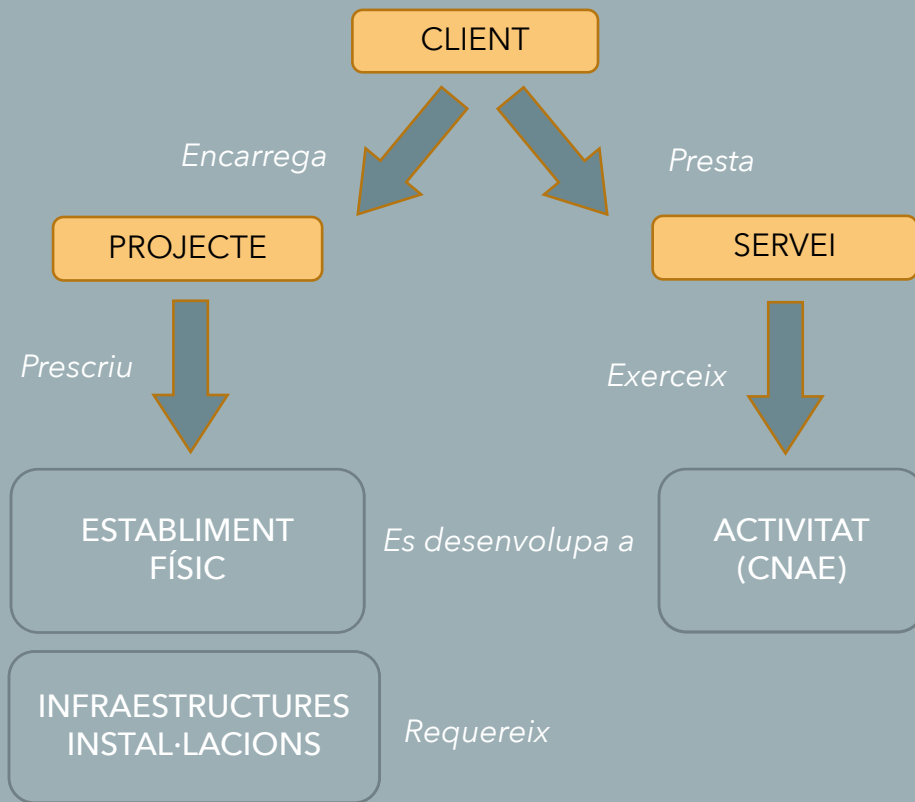 CLIENT
Encarrega
Presta
PROJECTE
SERVEI
Prescriu
Exerceix
ESTABLIMENT
FÍSIC
Es desenvolupa a
ACTIVITAT
(CNAE)
INFRAESTRUCTURES
INSTAL·LACIONS
Requereix